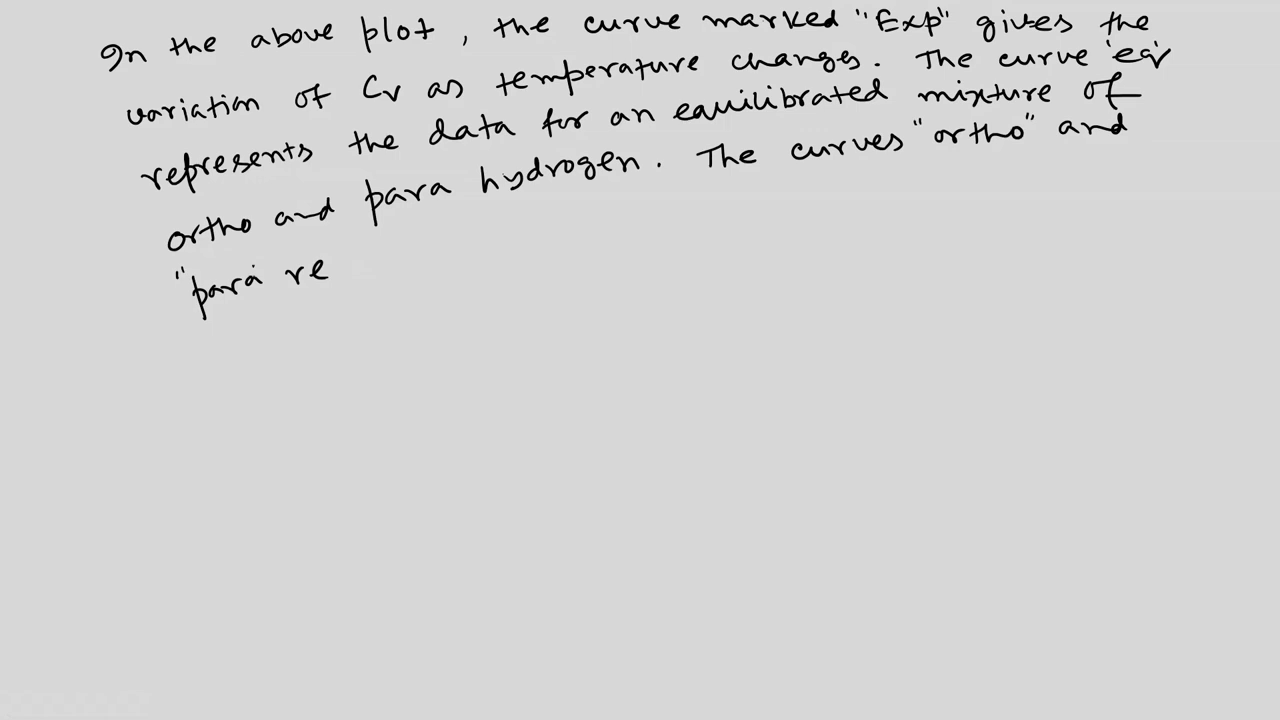 In the above plot, the curve marked "Exp" gives the
variation of Cv as temperature changes. The curve 'eq'
represents the data for an equilibrated mixture of
ortho and para hydrogen. The curves "ortho" and
"para" re